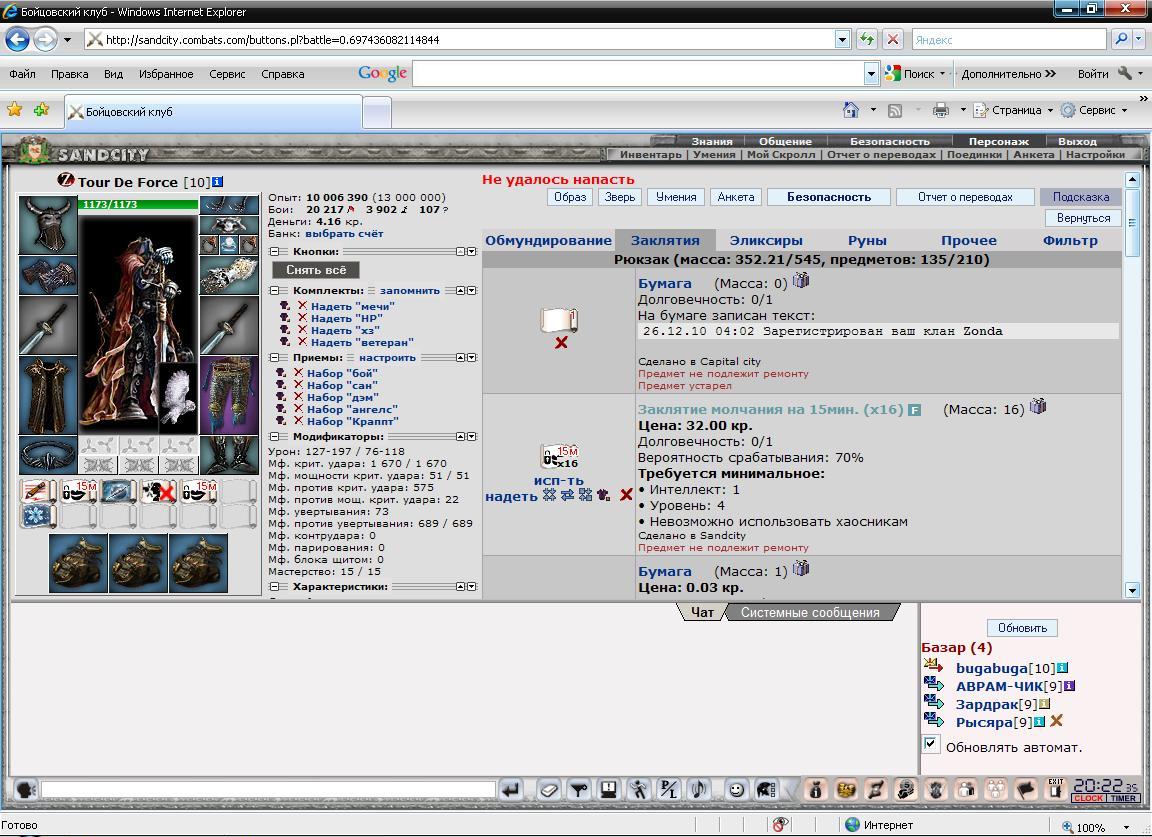 Бойцовский клуб - Windows Internet Explorer
http://sandcity.combats.com/buttons.pl?battle=0.697436082114844
Яндекс
Файл Правка Вид Избранное Сервис Справка
Google Поиск Дополнительно Войти
Бойцовский клуб
Страница Сервис
SANDCITY
Знания Общение Безопасность Персонаж Выход
Инвентарь | Умения | Мой Скролл | Отчет о переводах | Поединки | Анкета | Настройки
Tour De Force [10]
1173/1173
15М
15М
Опыт: 10 006 390 (13 000 000)
Бои: 20 217 3 902 107 ?
Деньги: 4.16 кр.
Банк: выбрать счёт
Кнопки:
Снять всё
Комплекты: запомнить
Надеть "мечи"
Надеть "НР"
Надеть "хз"
Надеть "ветеран"
Приемы: настроить
Набор "бой"
Набор "сан"
Набор "дэм"
Набор "ангелс"
Набор "Краппт"
Модификаторы:
Урон: 127-197 / 76-118
Мф. крит. удара: 1 670 / 1 670
Мф. мощности крит. удара: 51 / 51
Мф. против крит. удара: 575
Мф. против мощ. крит. удара: 22
Мф. увертывания: 73
Мф. против увертывания: 689 / 689
Мф. контрудара: 0
Мф. парирования: 0
Мф. блока щитом: 0
Мастерство: 15 / 15
Характеристики:
Не удалось напасть
Образ Зверь Умения Анкета Безопасность Отчет о переводах Подсказка
Вернуться
Обмундирование Заклятия Эликсиры Руны Прочее Фильтр
Рюкзак (масса: 352.21/545, предметов: 135/210)
Бумага (Масса: 0)
Долговечность: 0/1
На бумаге записан текст:
26.12.10 04:02 Зарегистрирован ваш клан Zonda
Сделано в Capital city
Предмет не подлежит ремонту
Предмет устарел
15М
x16
исп-ть
надеть
Заклятие молчания на 15мин. (x16) F (Масса: 16)
Цена: 32.00 кр.
Долговечность: 0/1
Вероятность срабатывания: 70%
Требуется минимальное:
• Интеллект: 1
• Уровень: 4
• Невозможно использовать хаосникам
Сделано в Sandcity
Предмет не подлежит ремонту
Бумага (Масса: 1)
Цена: 0.03 кр.
Чат Системные сообщения
Обновить
Базар (4)
bugabuga[10]
АВРАМ-ЧИК[9]
Зардрак[9]
Рысяра[9]
Обновлять автомат.
EXIT
20:22 35
CLOCK TIMER
Готово
Интернет
100%